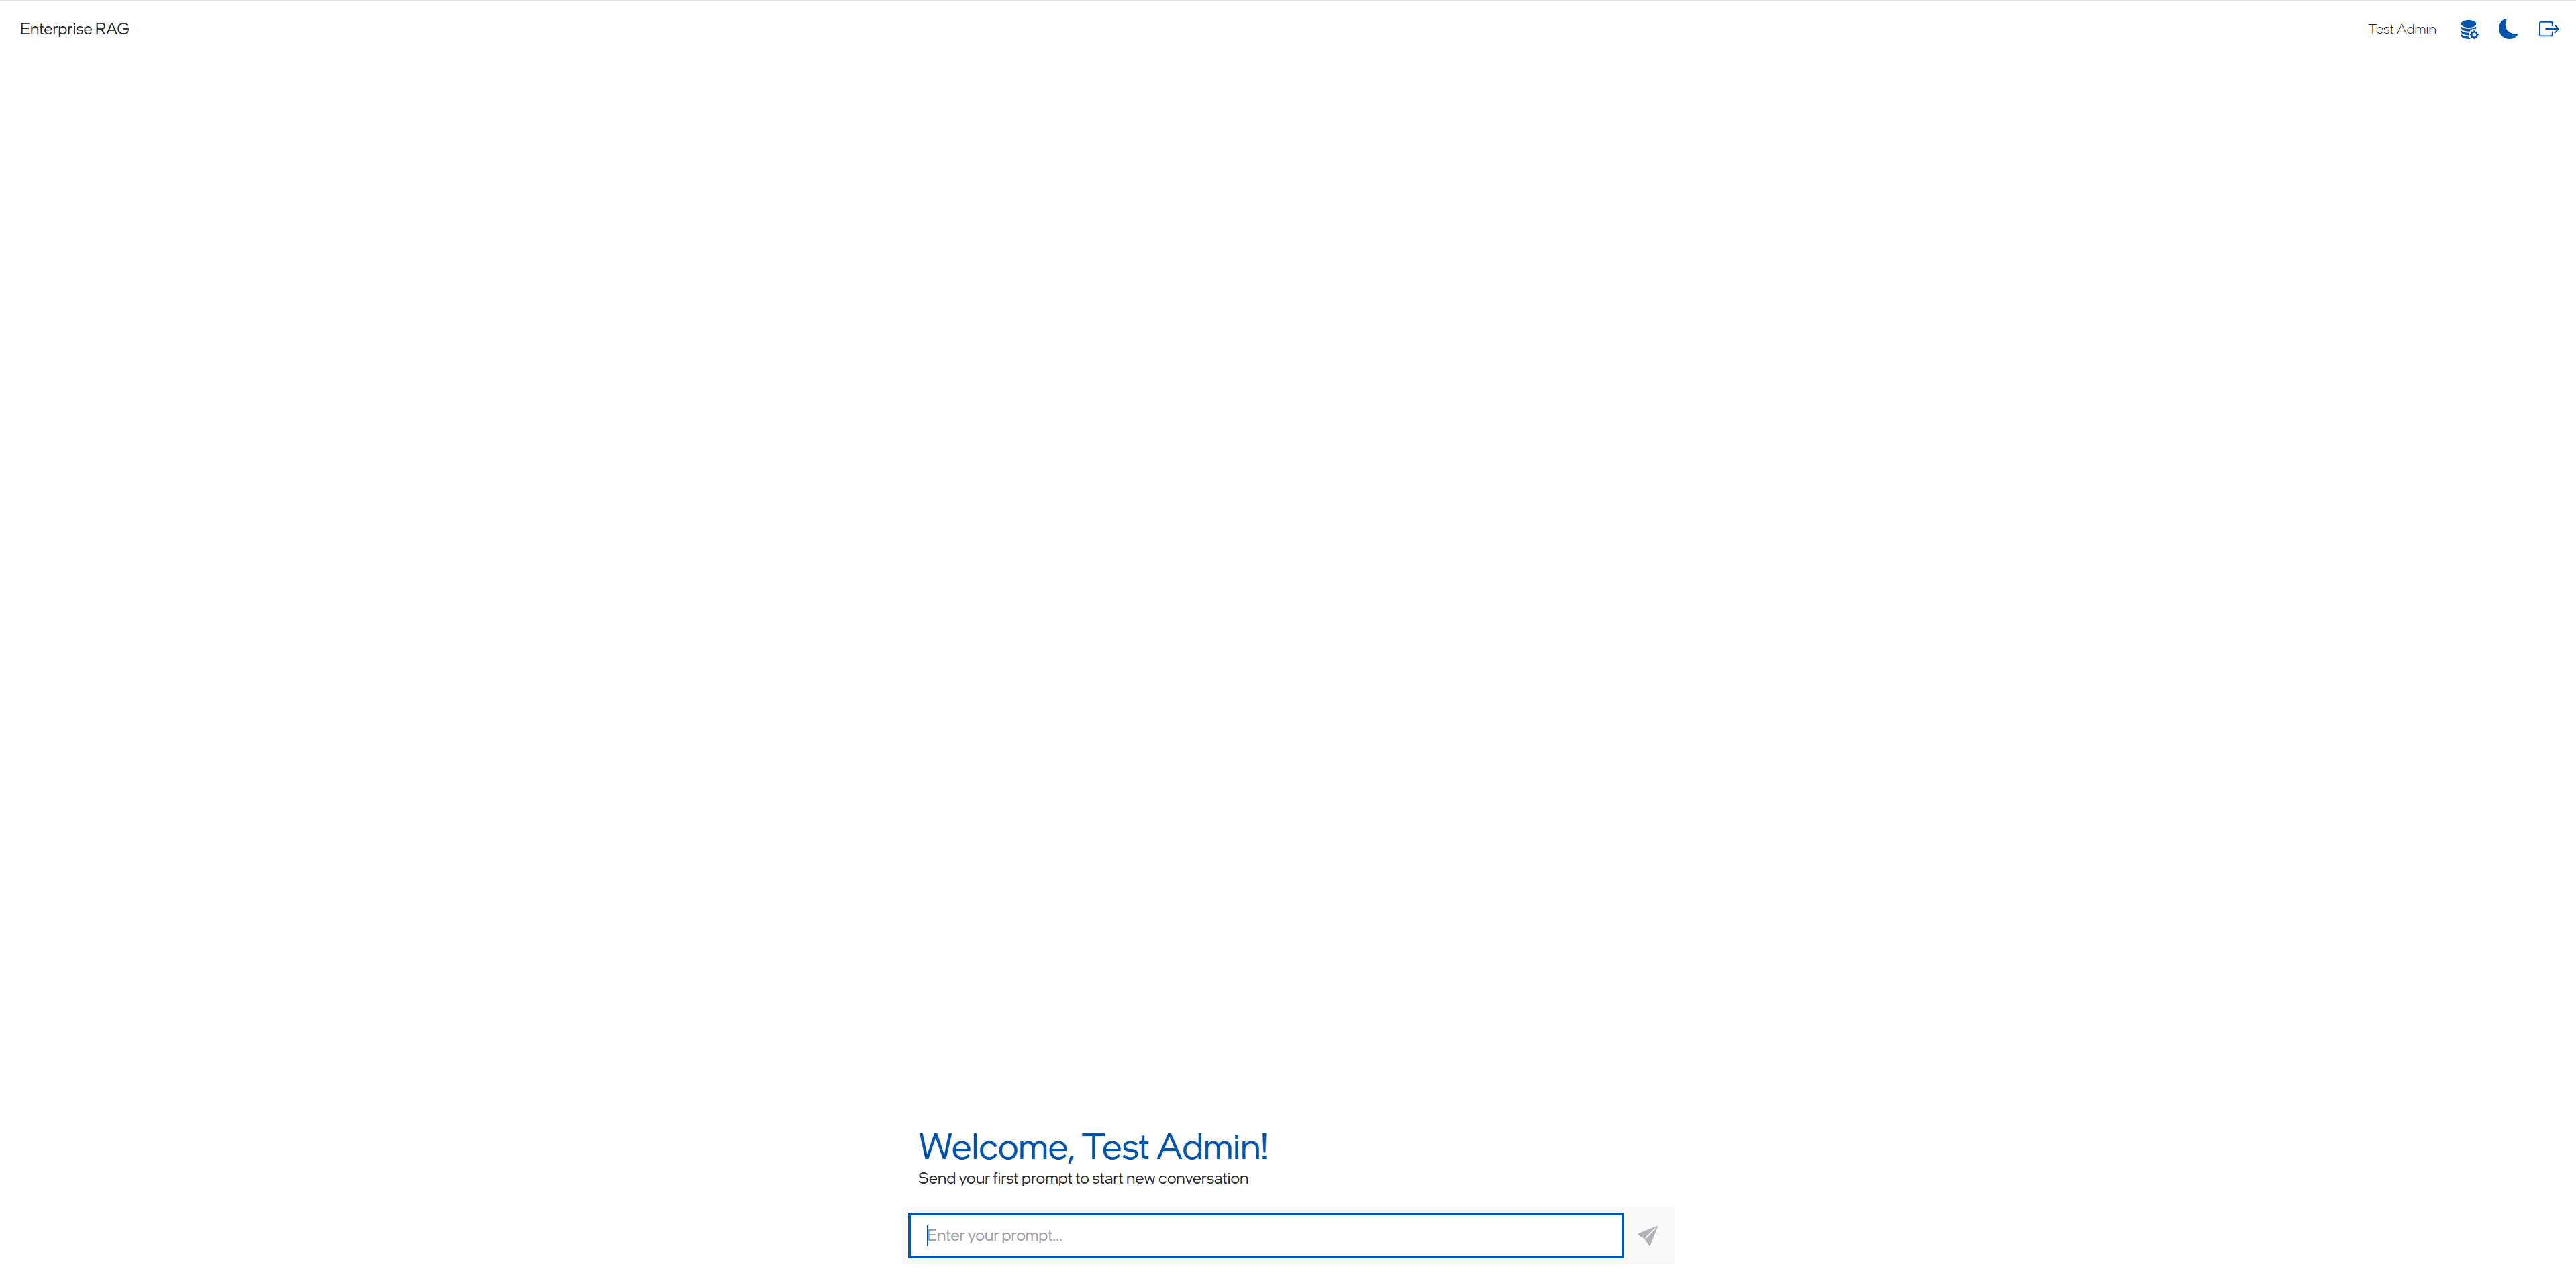 Enterprise RAG
Test Admin
Welcome, Test Admin!
Send your first prompt to start new conversation
Enter your prompt...